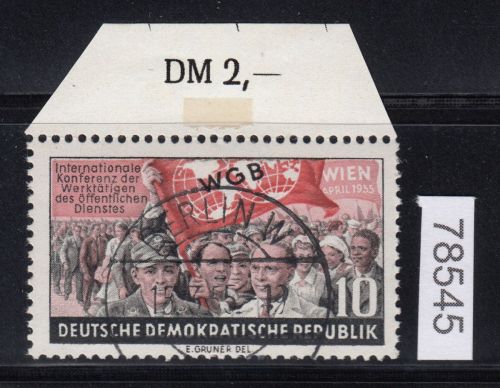 DM 2,—
Internationale
Konferenz der
Werktätigen
des öffentlichen
Dienstes
WGB
WIEN
APRIL 1955
BERLIN W
10
DEUTSCHE DEMOKRATISCHE REPUBLIK
E.GRUNER DEL.
78545